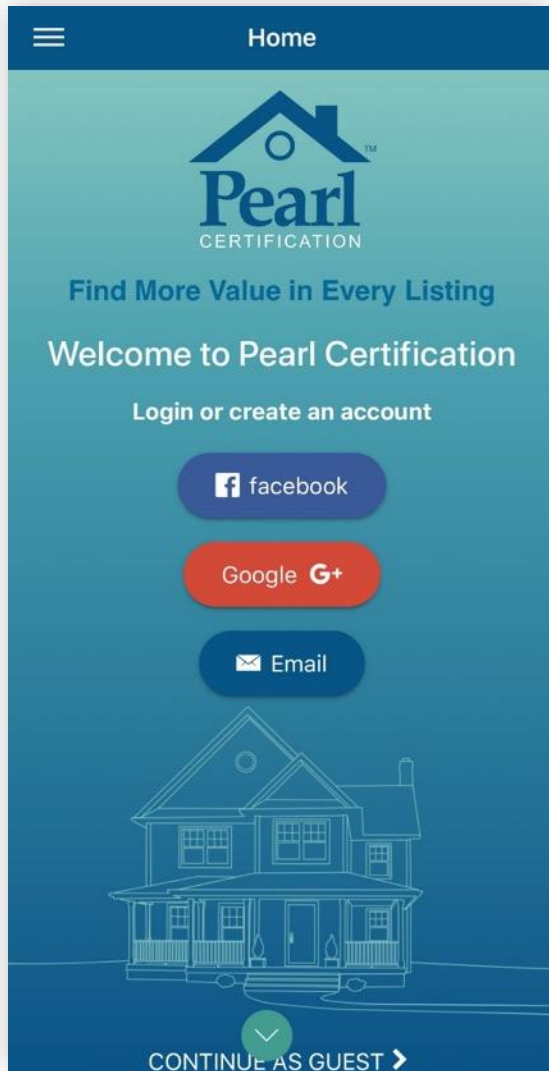 Home
Pearl
TM
CERTIFICATION
Find More Value in Every Listing
Welcome to Pearl Certification
Login or create an account
facebook
Google G+
Email
CONTINUE AS GUEST